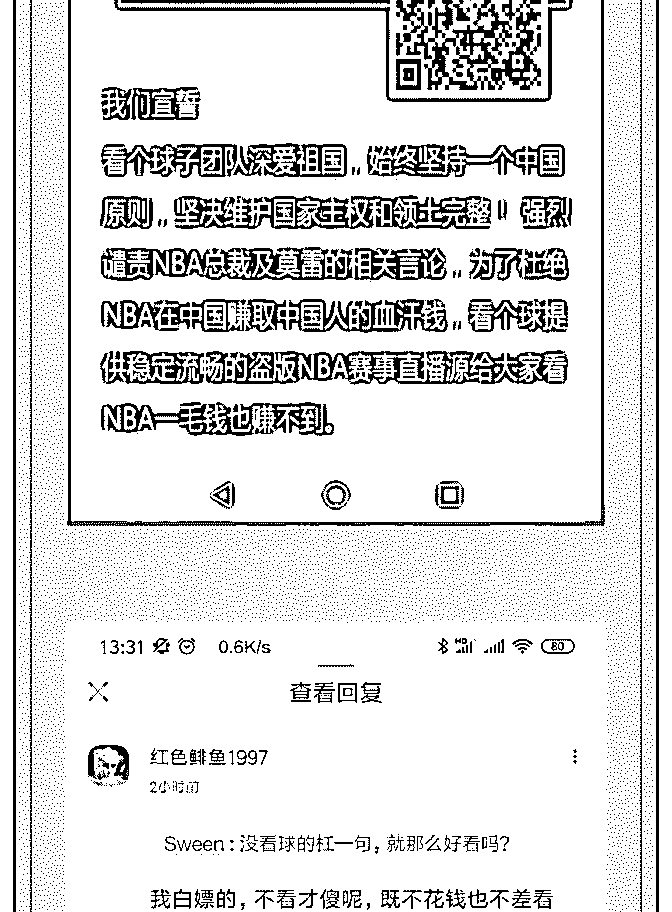 我们宣誓
看个球子团队深爱祖国,,始终坚持一个中国
原则,,坚决维护国家主权和领土完整!!强烈
谴责NBA总裁及莫雷的相关言论,,为了杜绝
NBA在中国赚取中国人的血汗钱,,看个球提
供稳定流畅的盗版NBA赛事直播源给大家看
NBA一毛钱也赚不到。
13:31 0.6K/s 80
查看回复
红色鲱鱼1997
2小时前
Sween:没看球的杠一句,就那么好看吗?
我白嫖的,不看才傻呢,既不花钱也不差看